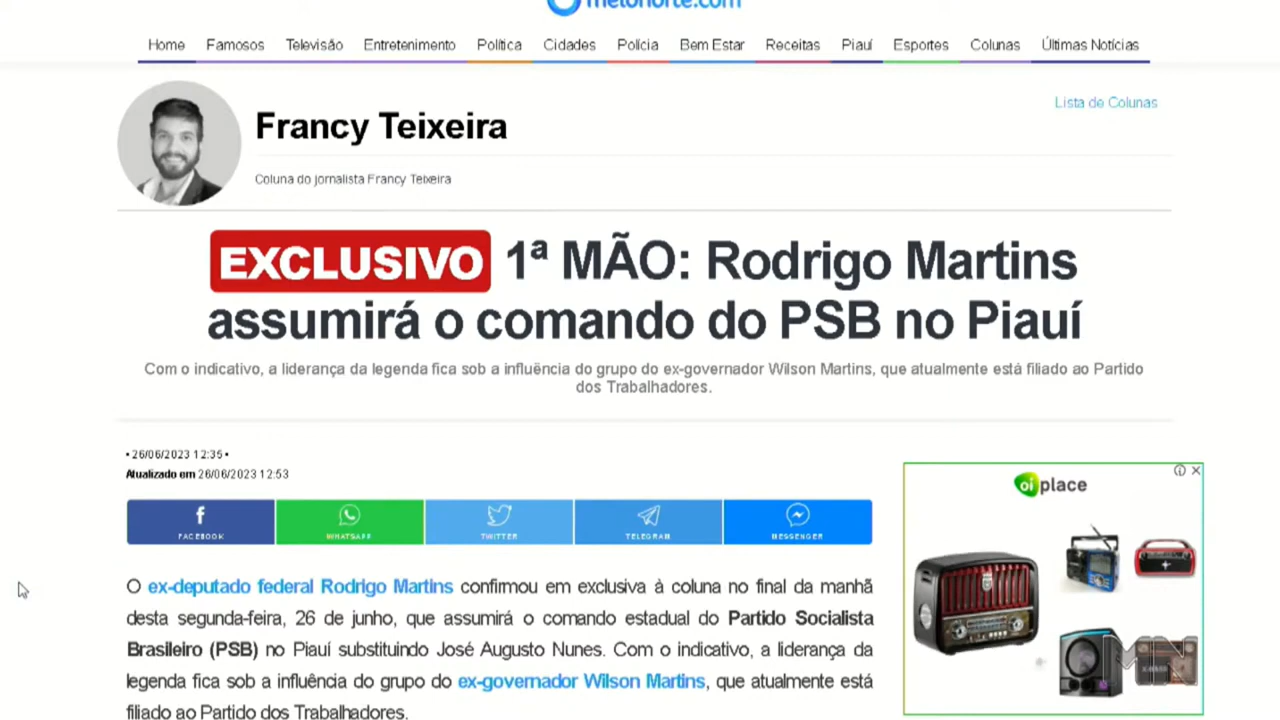 meionorte.com
Home Famosos Televisão Entretenimento Política Cidades Polícia Bem Estar Receitas Piauí Esportes Colunas Últimas Notícias
Lista de Colunas
Francy Teixeira
Coluna do jornalista Francy Teixeira
EXCLUSIVO 1ª MÃO: Rodrigo Martins
assumirá o comando do PSB no Piauí
Com o indicativo, a liderança da legenda fica sob a influência do grupo do ex-governador Wilson Martins, que atualmente está filiado ao Partido
dos Trabalhadores.
• 26/06/2023 12:35 •
Atualizado em 26/06/2023 12:53
FACEBOOK WHATSAPP TWITTER TELEGRAM MESSENGER
oi place
O ex-deputado federal Rodrigo Martins confirmou em exclusiva à coluna no final da manhã
desta segunda-feira, 26 de junho, que assumirá o comando estadual do Partido Socialista
Brasileiro (PSB) no Piauí substituindo José Augusto Nunes. Com o indicativo, a liderança da
legenda fica sob a influência do grupo do ex-governador Wilson Martins, que atualmente está
filiado ao Partido dos Trabalhadores.
MN